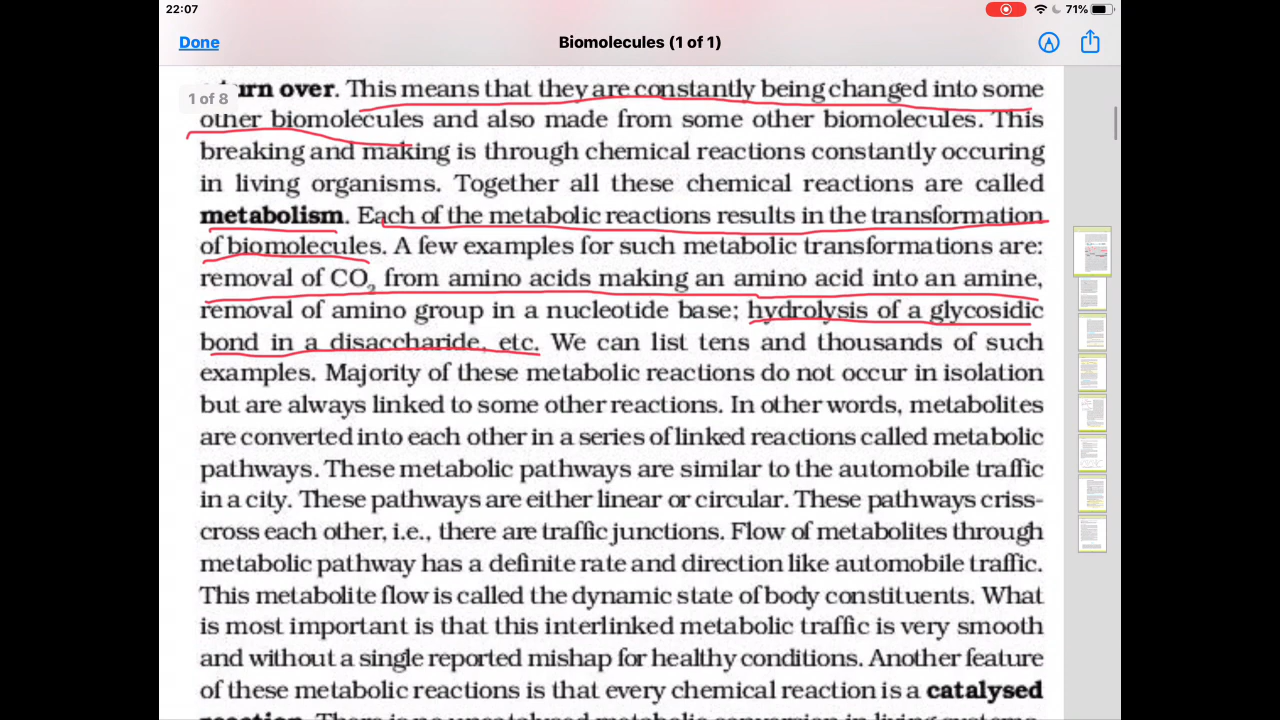 22:07
71%
Done
Biomolecules (1 of 1)
1 of 8
turn over. This means that they are constantly being changed into some
other biomolecules and also made from some other biomolecules. This
breaking and making is through chemical reactions constantly occuring
in living organisms. Together all these chemical reactions are called
metabolism. Each of the metabolic reactions results in the transformation
of biomolecules. A few examples for such metabolic transformations are:
removal of CO₂ from amino acids making an amino acid into an amine,
removal of amino group in a nucleotide base; hydrolysis of a glycosidic
bond in a disaccharide, etc. We can list tens and thousands of such
examples. Majority of these metabolic reactions do not occur in isolation
but are always linked to some other reactions. In other words, metabolites
are converted into each other in a series of linked reactions called metabolic
pathways. These metabolic pathways are similar to the automobile traffic
in a city. These pathways are either linear or circular. These pathways criss-
cross each other, i.e., there are traffic junctions. Flow of metabolites through
metabolic pathway has a definite rate and direction like automobile traffic.
This metabolite flow is called the dynamic state of body constituents. What
is most important is that this interlinked metabolic traffic is very smooth
and without a single reported mishap for healthy conditions. Another feature
of these metabolic reactions is that every chemical reaction is a catalysed
reaction. There is no uncatalysed metabolic conversion in living systems.